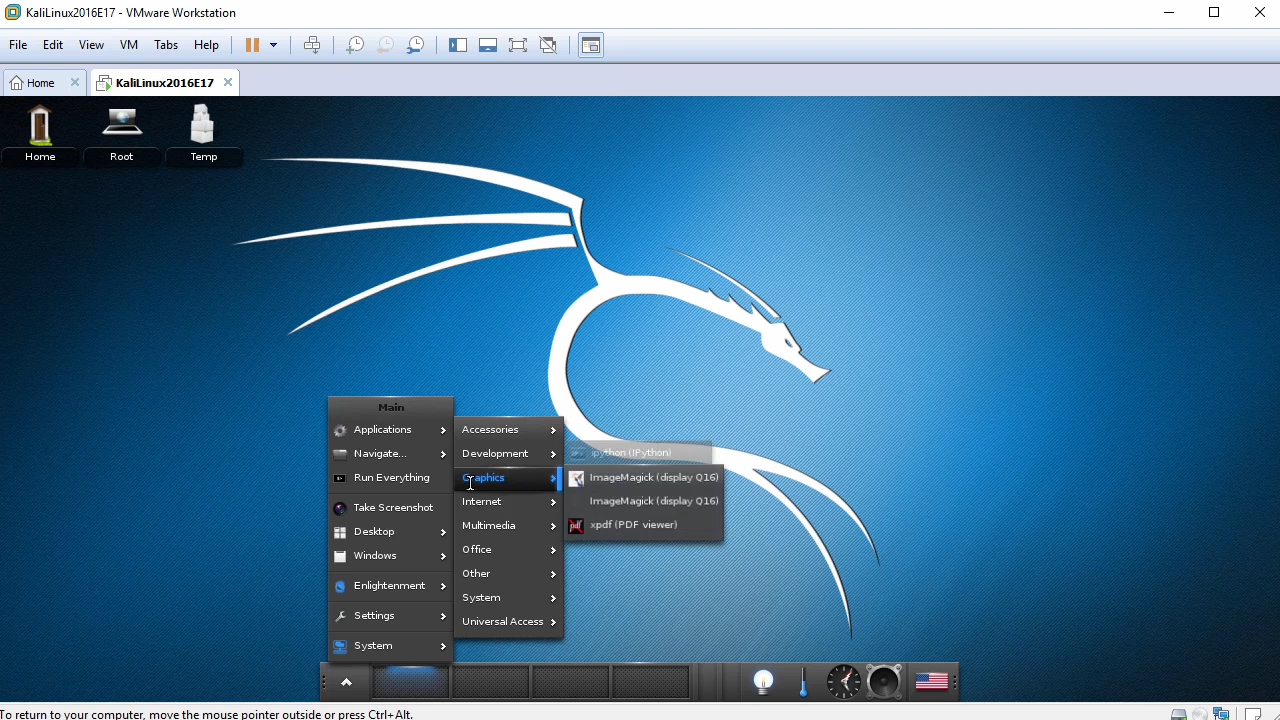 KaliLinux2016E17 - VMware Workstation
File Edit View VM Tabs Help
Home KaliLinux2016E17
Home Root Temp
Main
Applications
Navigate...
Run Everything
Take Screenshot
Desktop
Windows
Enlightenment
Settings
System
Accessories
Development
Graphics
Internet
Multimedia
Office
Other
System
Universal Access
ipython (IPython)
ImageMagick (display Q16)
ImageMagick (display Q16)
pdf xpdf (PDF viewer)
To return to your computer, move the mouse pointer outside or press Ctrl+Alt.